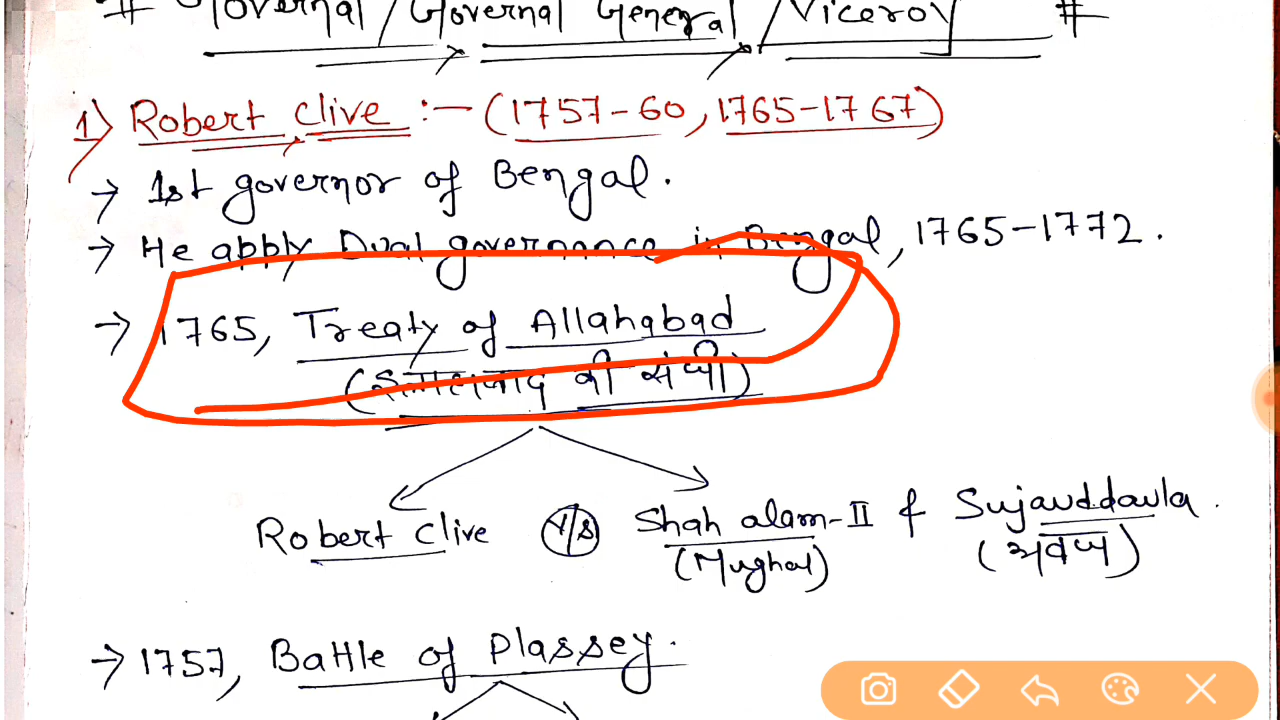 # Governal / Governal General / Viceroy #
1) Robert clive :- (1757-60, 1765-1767)
→ 1st governor of Bengal.
→ He apply Dual governance in Bengal, 1765-1772.
→ 1765, Treaty of Allahabad
(इलाहाबाद की संधी)
Robert Clive V/S Shah alam-II & Sujauddaula.
(Mughal) (अवध)
→ 1757, Battle of Plassey.